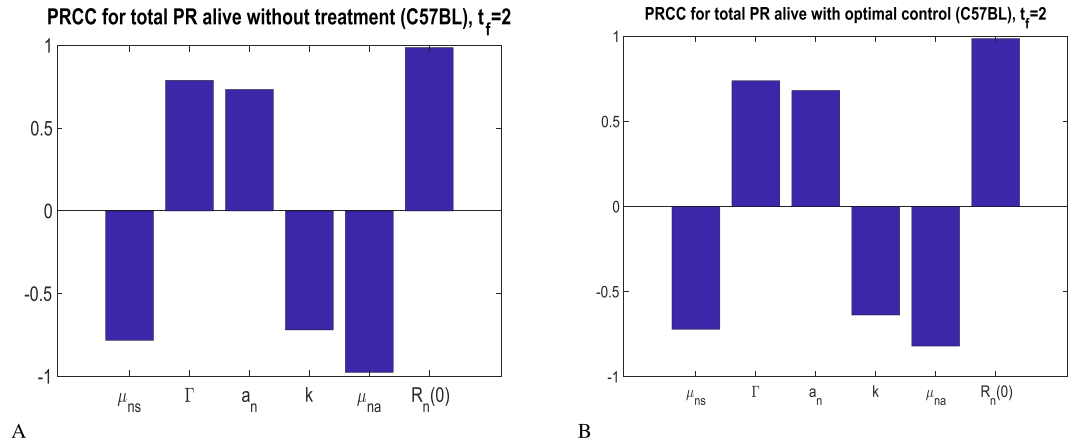 PRCC for total PR alive without treatment (C57BL), t_f=2
1
0.5
0
-0.5
-1
μ_ns Γ a_n k μ_na R_n(0)
A
PRCC for total PR alive with optimal control (C57BL), t_f=2
1
0.5
0
-0.5
-1
μ_ns Γ a_n k μ_na R_n(0)
B